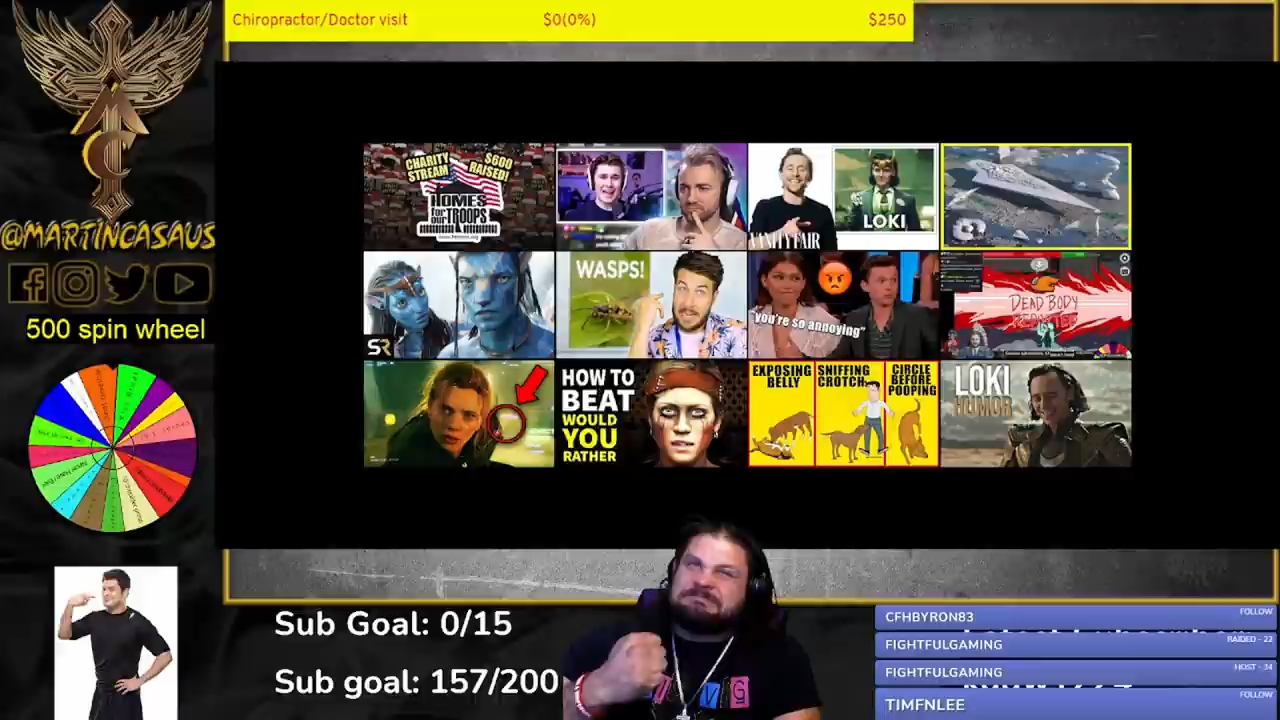 Chiropractor/Doctor visit $0(0%) $250
MC
@MARTINCASAUS
500 spin wheel
CHARITY STREAM
$600 RAISED!
HOMES
for our
TROOPS
VANITY FAIR
LOKI
SR
WASPS!
"you're so annoying"
DEAD BODY
REPORTED
HOW TO
BEAT
WOULD
YOU
RATHER
EXPOSING
BELLY
SNIFFING
CROTCH
CIRCLE
BEFORE
POOPING
LOKI
HUMOR
Sub Goal: 0/15
Sub goal: 157/200
CFHBYRON83 FOLLOW
FIGHTFULGAMING RAIDED - 22
FIGHTFULGAMING HOST - 34
TIMFNLEE FOLLOW